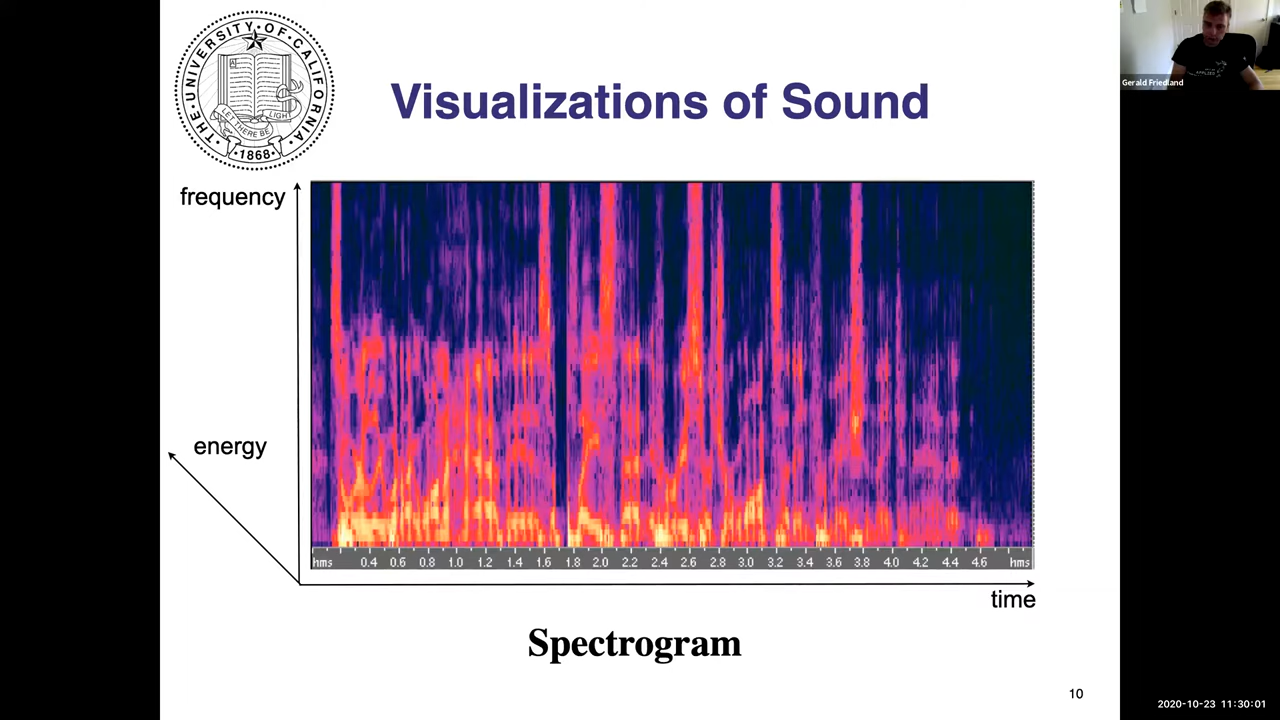 THE·UNIVERSITY·OF·CALIFORNIA·
LET THERE BE LIGHT
·1868·
Visualizations of Sound
Gerald Friedland
frequency
energy
hms 0.4 0.6 0.8 1.0 1.2 1.4 1.6 1.8 2.0 2.2 2.4 2.6 2.8 3.0 3.2 3.4 3.6 3.8 4.0 4.2 4.4 4.6 hms
time
Spectrogram
10
2020-10-23 11:30:01